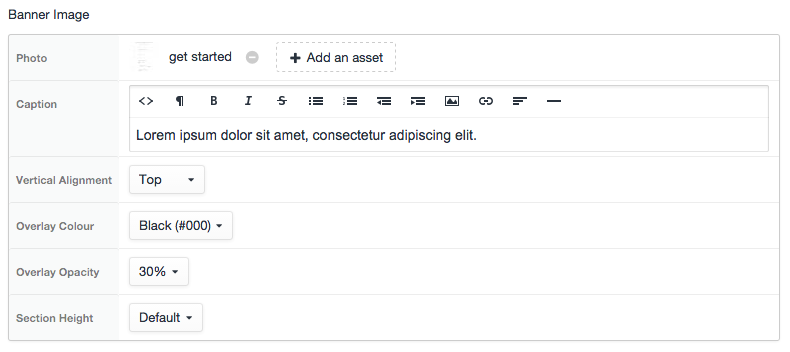 Banner Image
Photo get started Add an asset
Caption <> ¶ B I S
Lorem ipsum dolor sit amet, consectetur adipiscing elit.
Vertical Alignment Top
Overlay Colour Black (#000)
Overlay Opacity 30%
Section Height Default